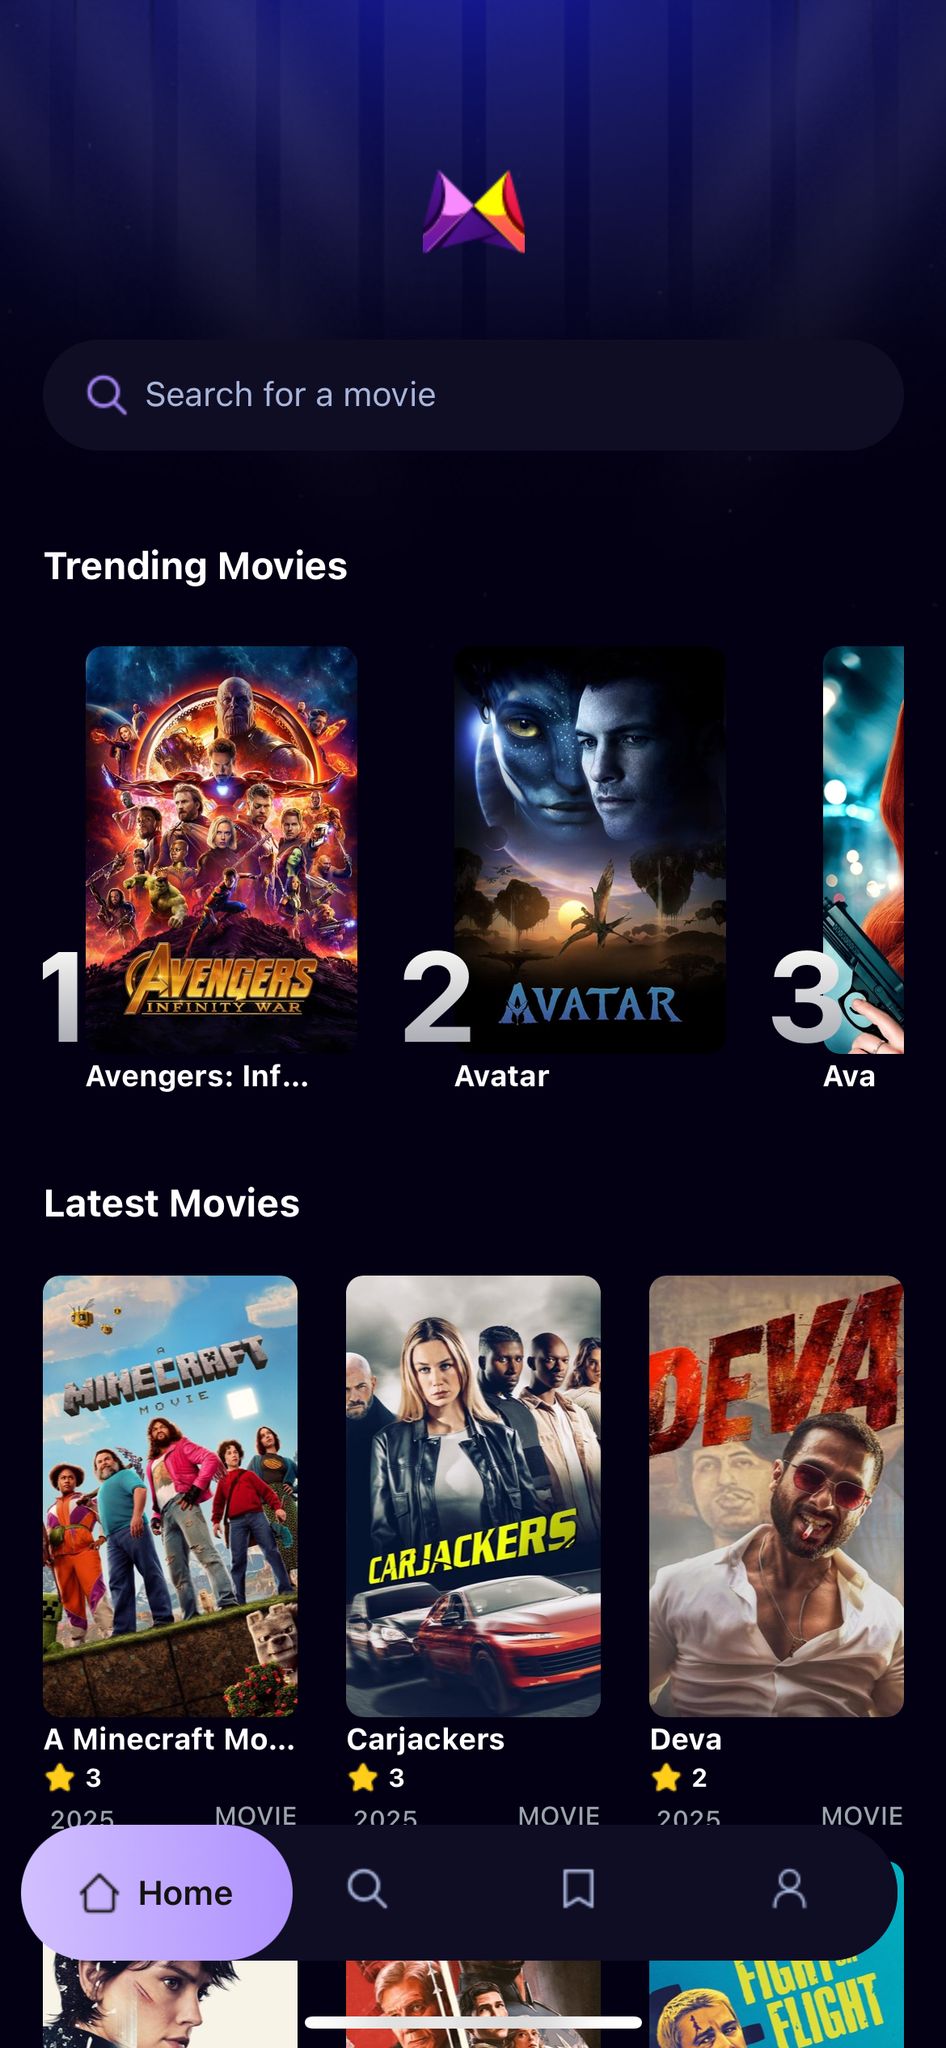 Search for a movie
Trending Movies
AVENGERS
INFINITY WAR
AVATAR
1
2
3
Avengers: Inf...
Avatar
Ava
Latest Movies
A
MINECRAFT
MOVIE
CARJACKERS
DEVA
A Minecraft Mo...
Carjackers
Deva
3
3
2
2025
MOVIE
2025
MOVIE
2025
MOVIE
Home
FIGHT OR
FLIGHT